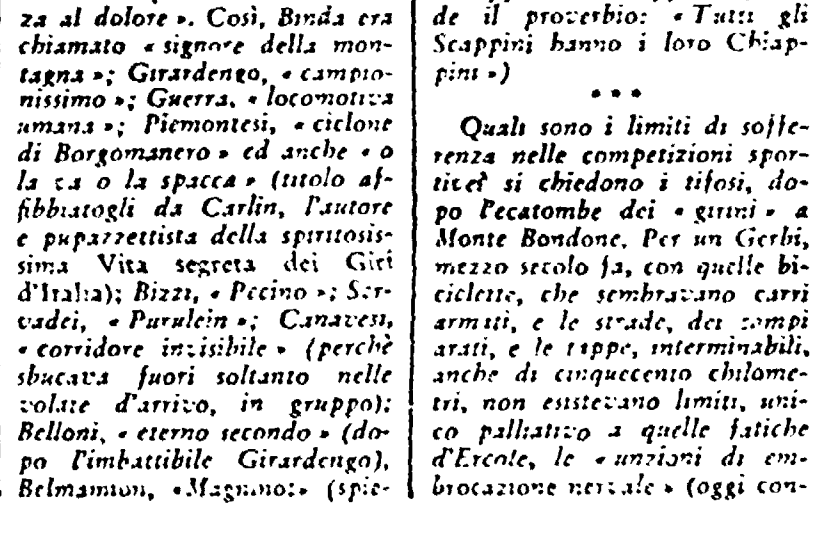 za al dolore ». Così, Binda era
chiamato « signore della mon-
tagna »; Girardengo, « campio-
nissimo »; Guerra, « locomotiva
umana »; Piemontesi, « ciclone
di Borgomanero » ed anche « o
la va o la spacca » (titolo af-
fibbiatogli da Carlin, l'autore
e pupazzettista della spiritosis-
sima Vita segreta dei Giri
d'Italia); Bizzi, « Pecino »; Ser-
vadei, « Purulein »; Canavesi,
« corridore invisibile » (perchè
sbucava fuori soltanto nelle
volate d'arrivo, in gruppo);
Belloni, « eterno secondo » (do-
po l'imbattibile Girardengo),
Belmamion, (spie-
de il proverbio: « Tutti gli
Scappini hanno i loro Chiap-
pini »)
* * *
Quali sono i limiti di soffe-
renza nelle competizioni spor-
tive? si chiedono i tifosi, do-
po l'ecatombe dei « girini » a
Monte Bondone. Per un Gerbi,
mezzo secolo fa, con quelle bi-
ciclette, che sembravano carri
armati, e le strade, dei campi
arati, e le tappe, interminabili,
anche di cinquecento chilome-
tri, non esistevano limiti, uni-
co palliativo a quelle fatiche
d'Ercole, le « unzioni di em-
brocazione nervale » (oggi con-